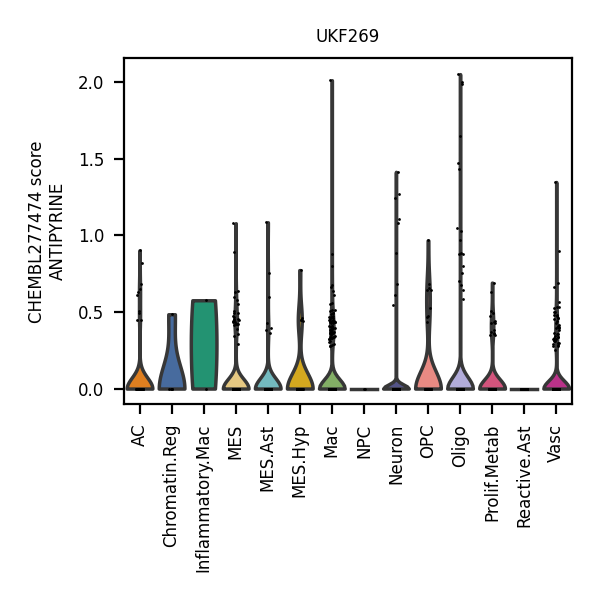 UKF269
CHEMBL277474 score
ANTIPYRINE
2.0
1.5
1.0
0.5
0.0
AC
Chromatin.Reg
Inflammatory.Mac
MES
MES.Ast
MES.Hyp
Mac
NPC
Neuron
OPC
Oligo
Prolif.Metab
Reactive.Ast
Vasc